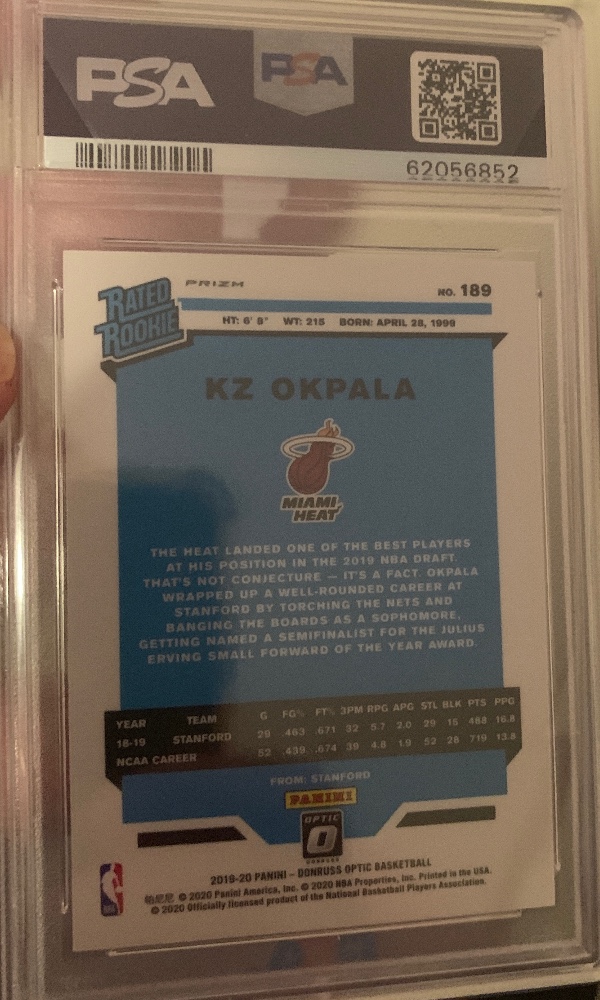 PSA
PSA
62056852
RATED
ROOKIE
PRIZM
NO. 189
HT: 6' 8" WT: 215 BORN: APRIL 28, 1999
KZ OKPALA
MIAMI
HEAT
THE HEAT LANDED ONE OF THE BEST PLAYERS
AT HIS POSITION IN THE 2019 NBA DRAFT.
THAT'S NOT CONJECTURE — IT'S A FACT. OKPALA
WRAPPED UP A WELL-ROUNDED CAREER AT
STANFORD BY TORCHING THE NETS AND
BANGING THE BOARDS AS A SOPHOMORE,
GETTING NAMED A SEMIFINALIST FOR THE JULIUS
ERVING SMALL FORWARD OF THE YEAR AWARD.
YEAR TEAM G FG% FT% 3PM RPG APG STL BLK PTS PPG
18-19 STANFORD 29 .463 .671 32 5.7 2.0 29 15 488 16.8
NCAA CAREER 52 .439 .674 39 4.8 1.9 52 28 719 13.8
FROM: STANFORD
PANINI
OPTIC
DONRUSS
2019-20 PANINI – DONRUSS OPTIC BASKETBALL
帕尼尼 © 2020 Panini America, Inc. © 2020 NBA Properties, Inc. Printed in the USA.
© 2020 Officially licensed product of the National Basketball Players Association.